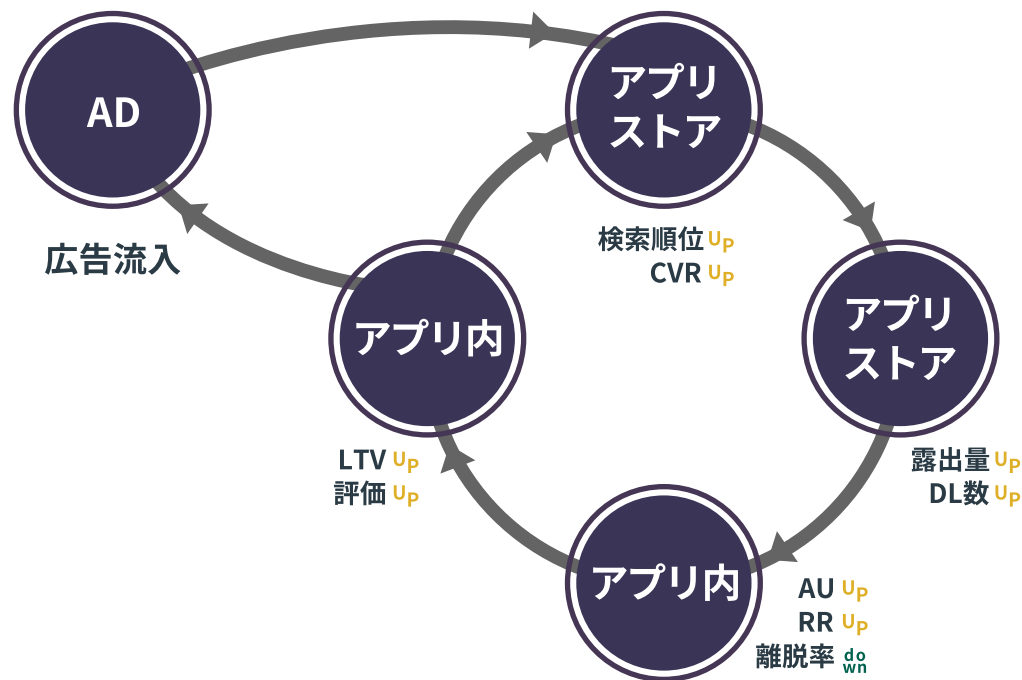 AD
広告流入
アプリ
ストア
検索順位 UP
CVR UP
アプリ
ストア
露出量 UP
DL数 UP
アプリ内
AU UP
RR UP
離脱率 down
アプリ内
LTV UP
評価 UP